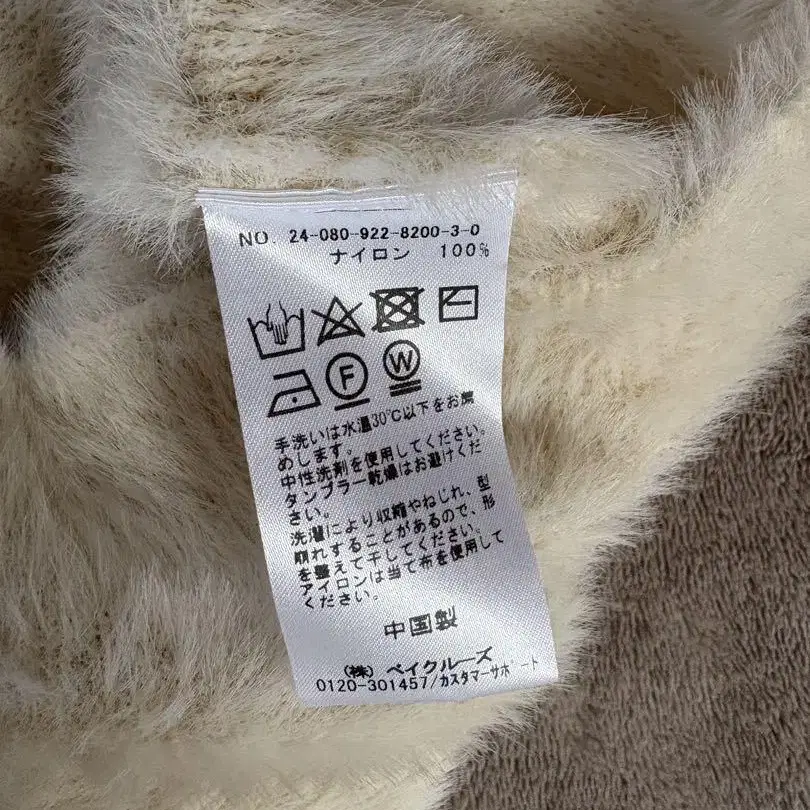 NO. 24-080-922-8200-3-0
ナイロン 100%
F W
手洗いは水温30℃以下をお薦
めします。
中性洗剤を使用してください。
タンブラー乾燥はお避けくだ
さい。
洗濯により収縮やねじれ、型
崩れすることがあるので、形
を整えて干してください。
アイロンは当て布を使用して
ください。
中国製
(株) ベイクルーズ
0120-301457/カスタマーサポート